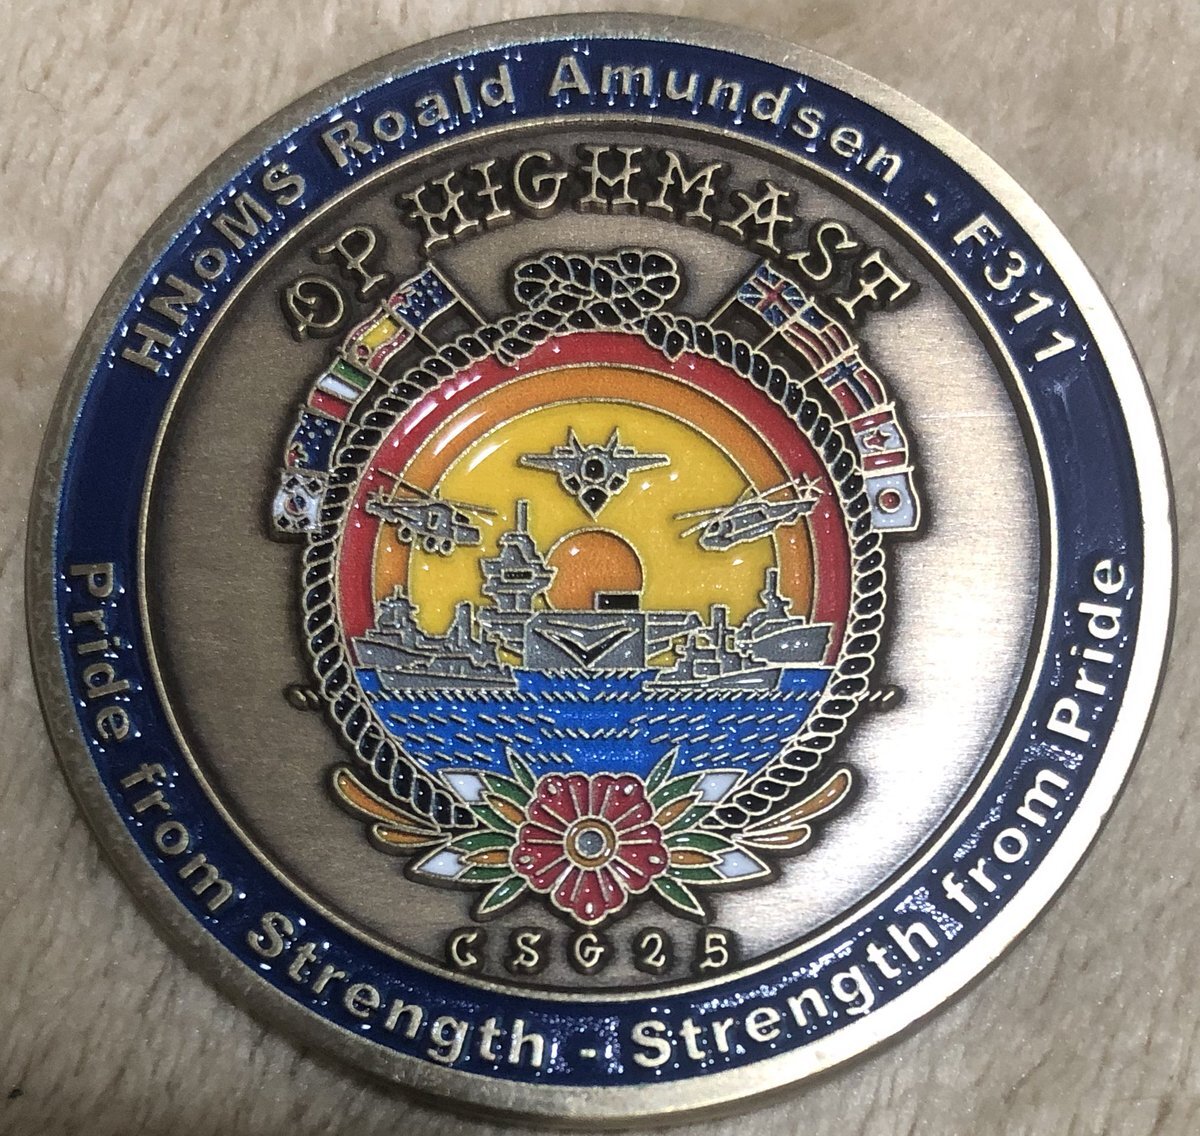 HNoMS Roald Amundsen - F311
OP HIGHMAST
CSG25
Pride from Strength - Strength from Pride